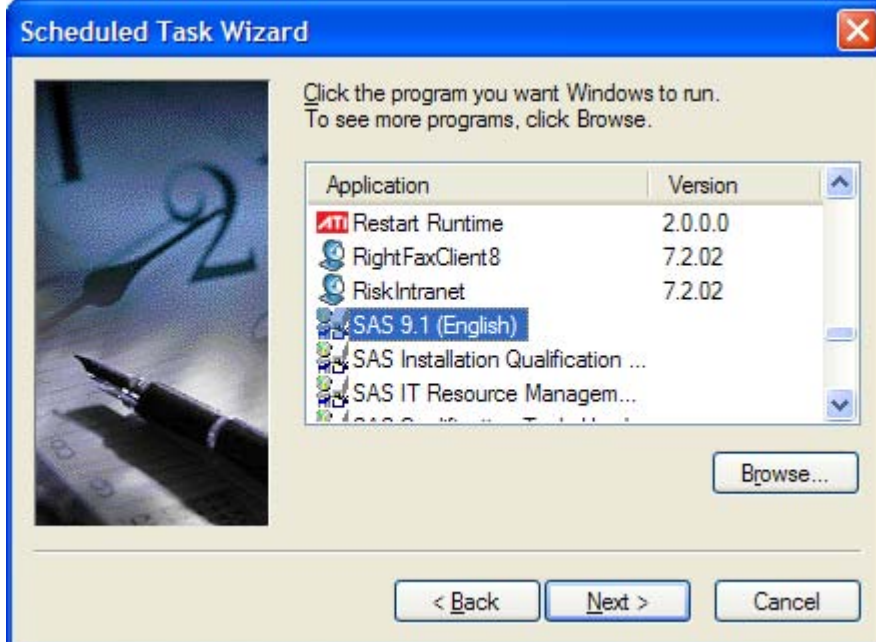 Scheduled Task Wizard
Click the program you want Windows to run.
To see more programs, click Browse.
Application Version
ATI Restart Runtime 2.0.0.0
RightFaxClient8 7.2.02
RiskIntranet 7.2.02
SAS 9.1 (English)
SAS Installation Qualification ...
SAS IT Resource Managem...
Browse...
< Back Next > Cancel